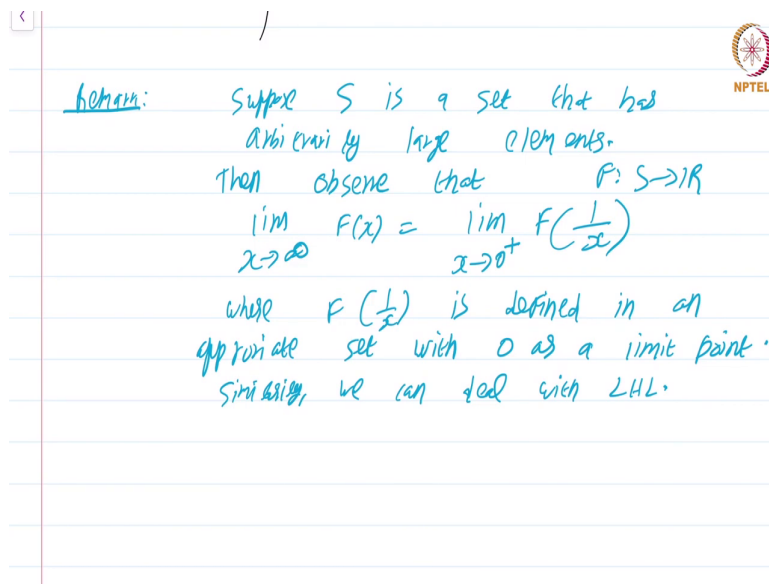 NPTEL
Remark: Suppose S is a set that has
arbitrarily large elements.
Then observe that F: S→ℝ
lim F(x) = lim F(1/x)
x→∞ x→0⁺
where F(1/x) is defined in an
approriate set with 0 as a limit point.
Similarly, we can deal with LHL.